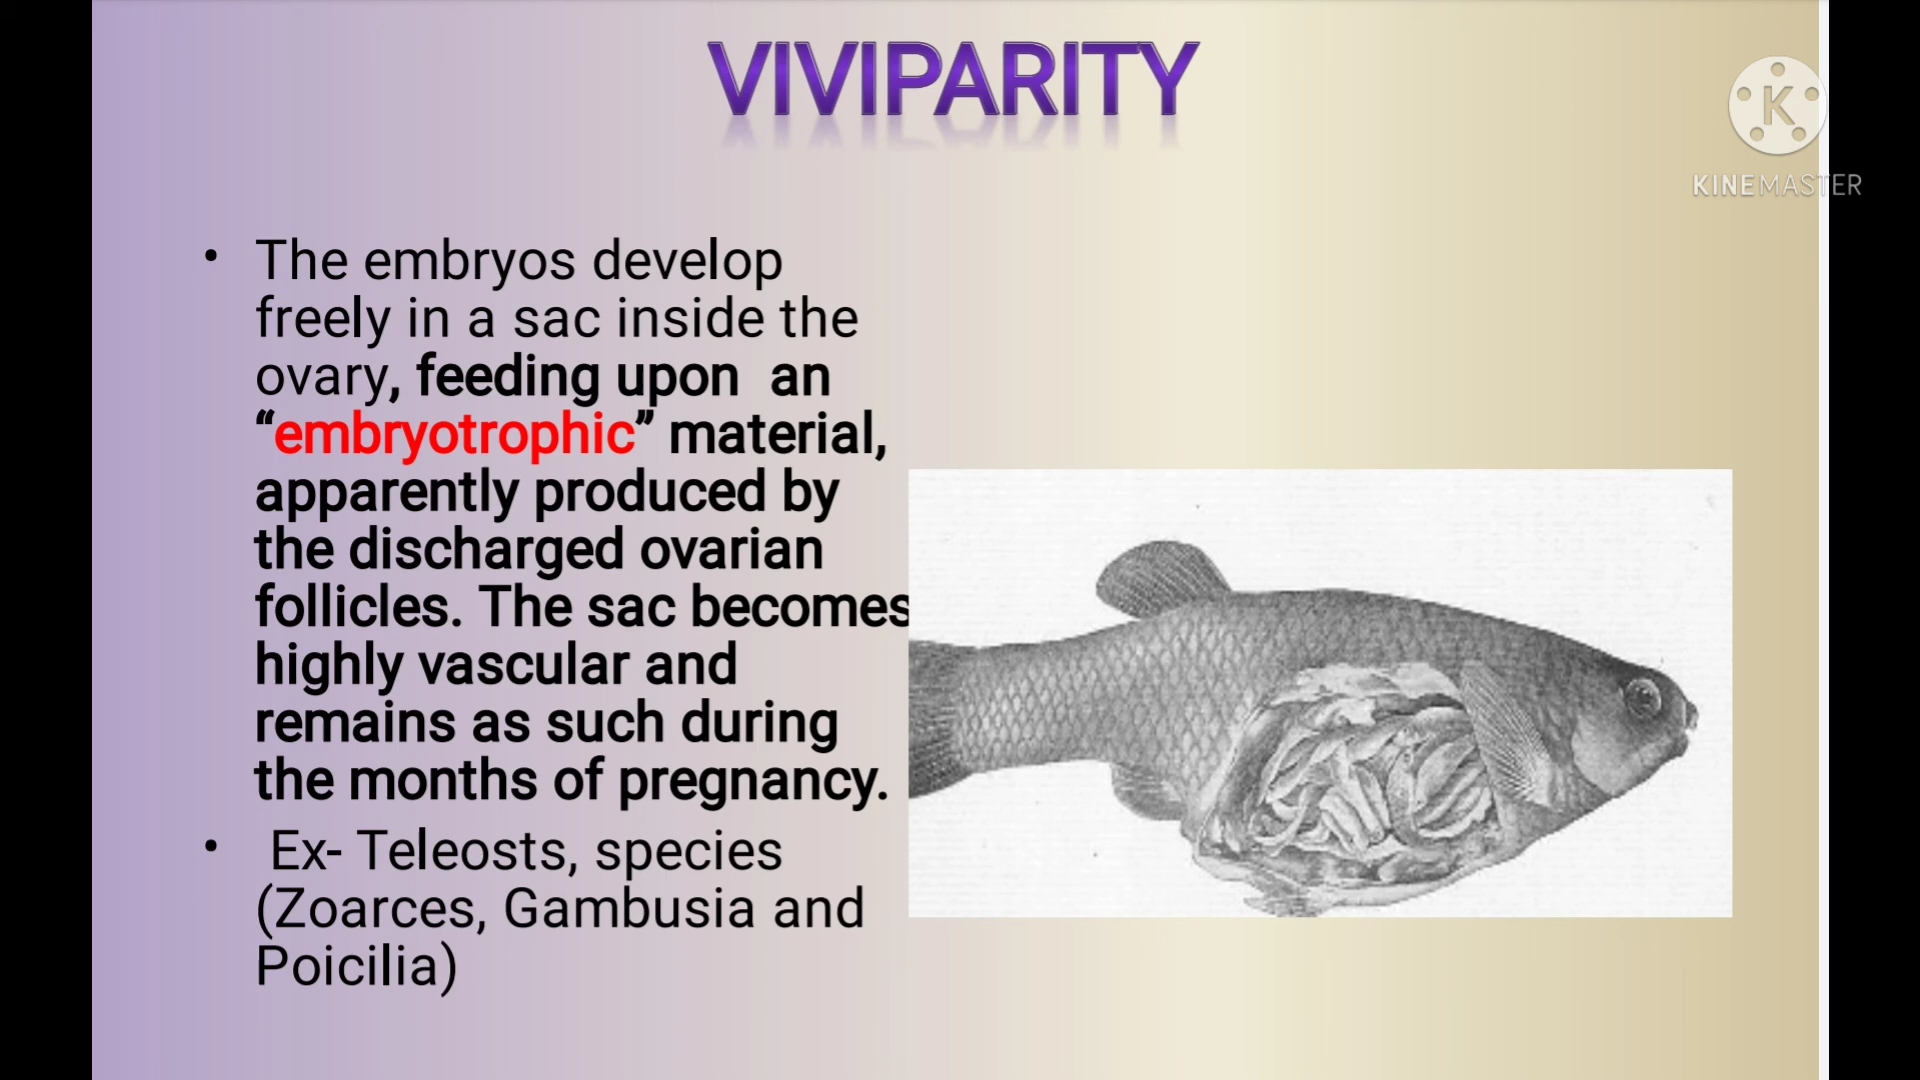 VIVIPARITY
K
KINEMASTER
• The embryos develop
freely in a sac inside the
ovary, feeding upon an
“embryotrophic” material,
apparently produced by
the discharged ovarian
follicles. The sac becomes
highly vascular and
remains as such during
the months of pregnancy.
• Ex- Teleosts, species
(Zoarces, Gambusia and
Poicilia)